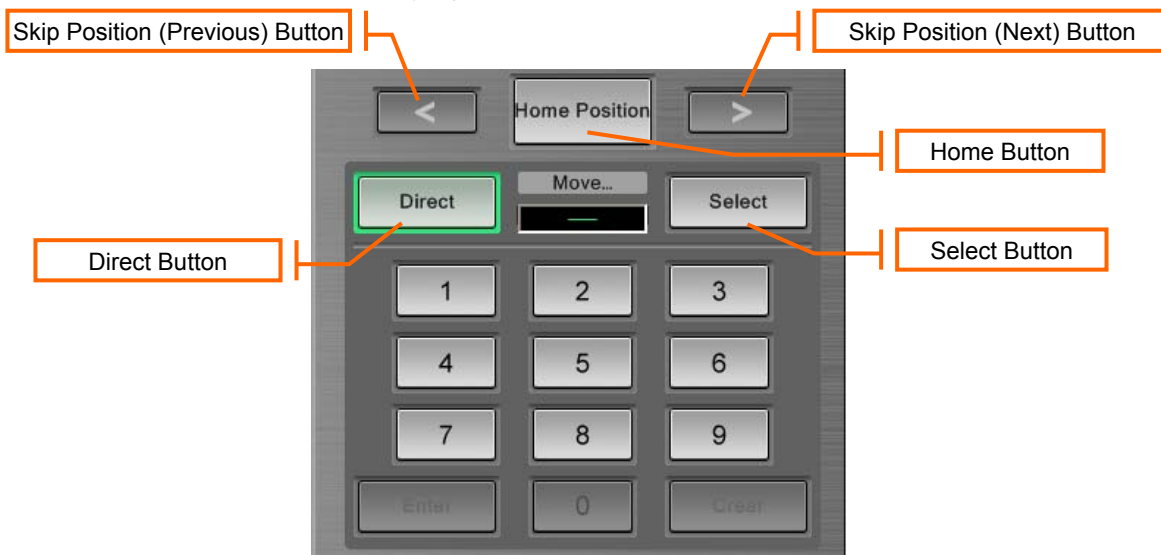 Skip Position (Previous) Button
Skip Position (Next) Button
<
Home Position
>
Home Button
Direct
Move...
Select
—
Direct Button
Select Button
1 2 3
4 5 6
7 8 9
Enter 0 Crear